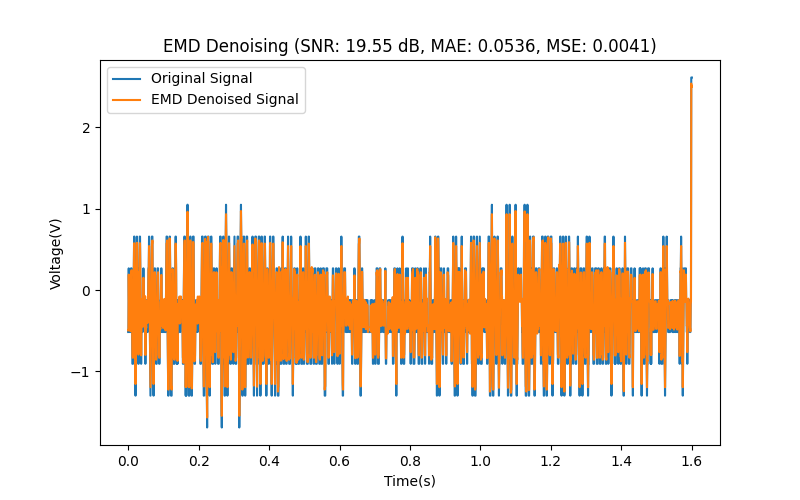 EMD Denoising (SNR: 19.55 dB, MAE: 0.0536, MSE: 0.0041)
Original Signal
EMD Denoised Signal
Voltage(V)
2
1
0
−1
0.0 0.2 0.4 0.6 0.8 1.0 1.2 1.4 1.6
Time(s)